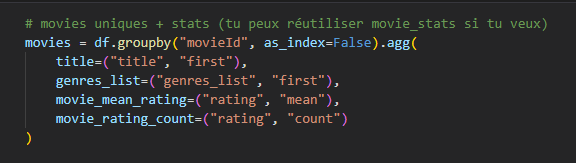 # movies uniques + stats (tu peux réutiliser movie_stats si tu veux)
movies = df.groupby("movieId", as_index=False).agg(
    title=("title", "first"),
    genres_list=("genres_list", "first"),
    movie_mean_rating=("rating", "mean"),
    movie_rating_count=("rating", "count")
)